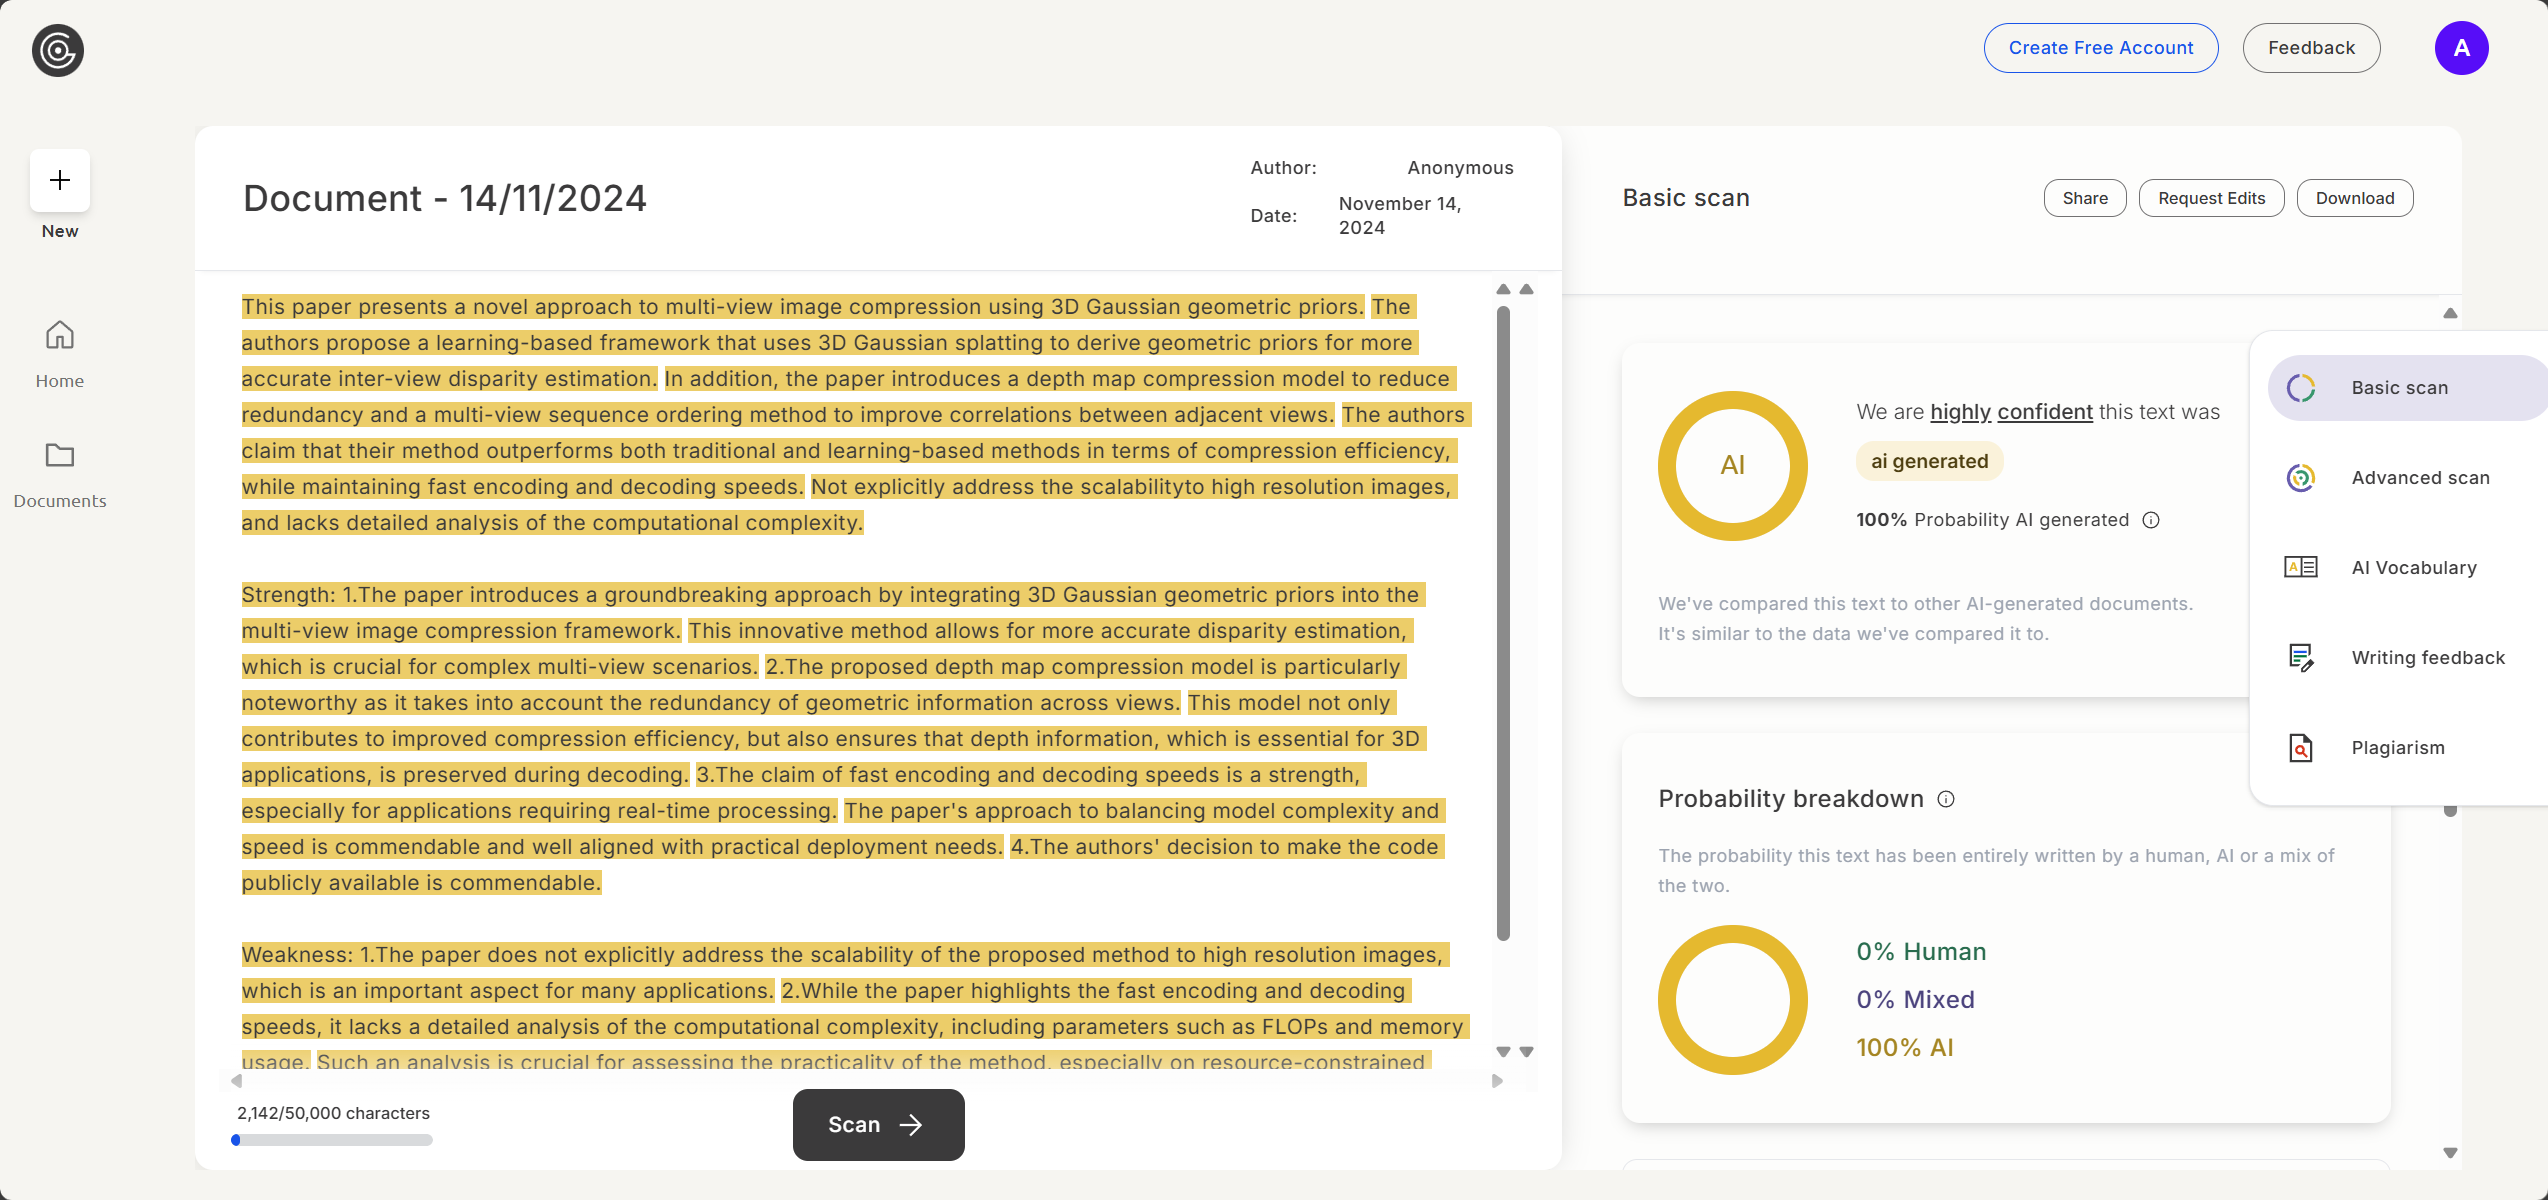 Create Free Account
Feedback
A
New
Home
Documents
Document - 14/11/2024
Author: Anonymous
Date: November 14, 2024
This paper presents a novel approach to multi-view image compression using 3D Gaussian geometric priors. The
authors propose a learning-based framework that uses 3D Gaussian splatting to derive geometric priors for more
accurate inter-view disparity estimation. In addition, the paper introduces a depth map compression model to reduce
redundancy and a multi-view sequence ordering method to improve correlations between adjacent views. The authors
claim that their method outperforms both traditional and learning-based methods in terms of compression efficiency,
while maintaining fast encoding and decoding speeds. Not explicitly address the scalabilityto high resolution images,
and lacks detailed analysis of the computational complexity.
Strength: 1.The paper introduces a groundbreaking approach by integrating 3D Gaussian geometric priors into the
multi-view image compression framework. This innovative method allows for more accurate disparity estimation,
which is crucial for complex multi-view scenarios. 2.The proposed depth map compression model is particularly
noteworthy as it takes into account the redundancy of geometric information across views. This model not only
contributes to improved compression efficiency, but also ensures that depth information, which is essential for 3D
applications, is preserved during decoding. 3.The claim of fast encoding and decoding speeds is a strength,
especially for applications requiring real-time processing. The paper's approach to balancing model complexity and
speed is commendable and well aligned with practical deployment needs. 4.The authors' decision to make the code
publicly available is commendable.
Weakness: 1.The paper does not explicitly address the scalability of the proposed method to high resolution images,
which is an important aspect for many applications. 2.While the paper highlights the fast encoding and decoding
speeds, it lacks a detailed analysis of the computational complexity, including parameters such as FLOPs and memory
usage. Such an analysis is crucial for assessing the practicality of the method, especially on resource-constrained
2,142/50,000 characters
Scan
Basic scan
Share
Request Edits
Download
AI
We are highly confident this text was
ai generated
100% Probability AI generated
We've compared this text to other AI-generated documents.
It's similar to the data we've compared it to.
Probability breakdown
The probability this text has been entirely written by a human, AI or a mix of
the two.
0% Human
0% Mixed
100% AI
Basic scan
Advanced scan
A
AI Vocabulary
Writing feedback
Plagiarism